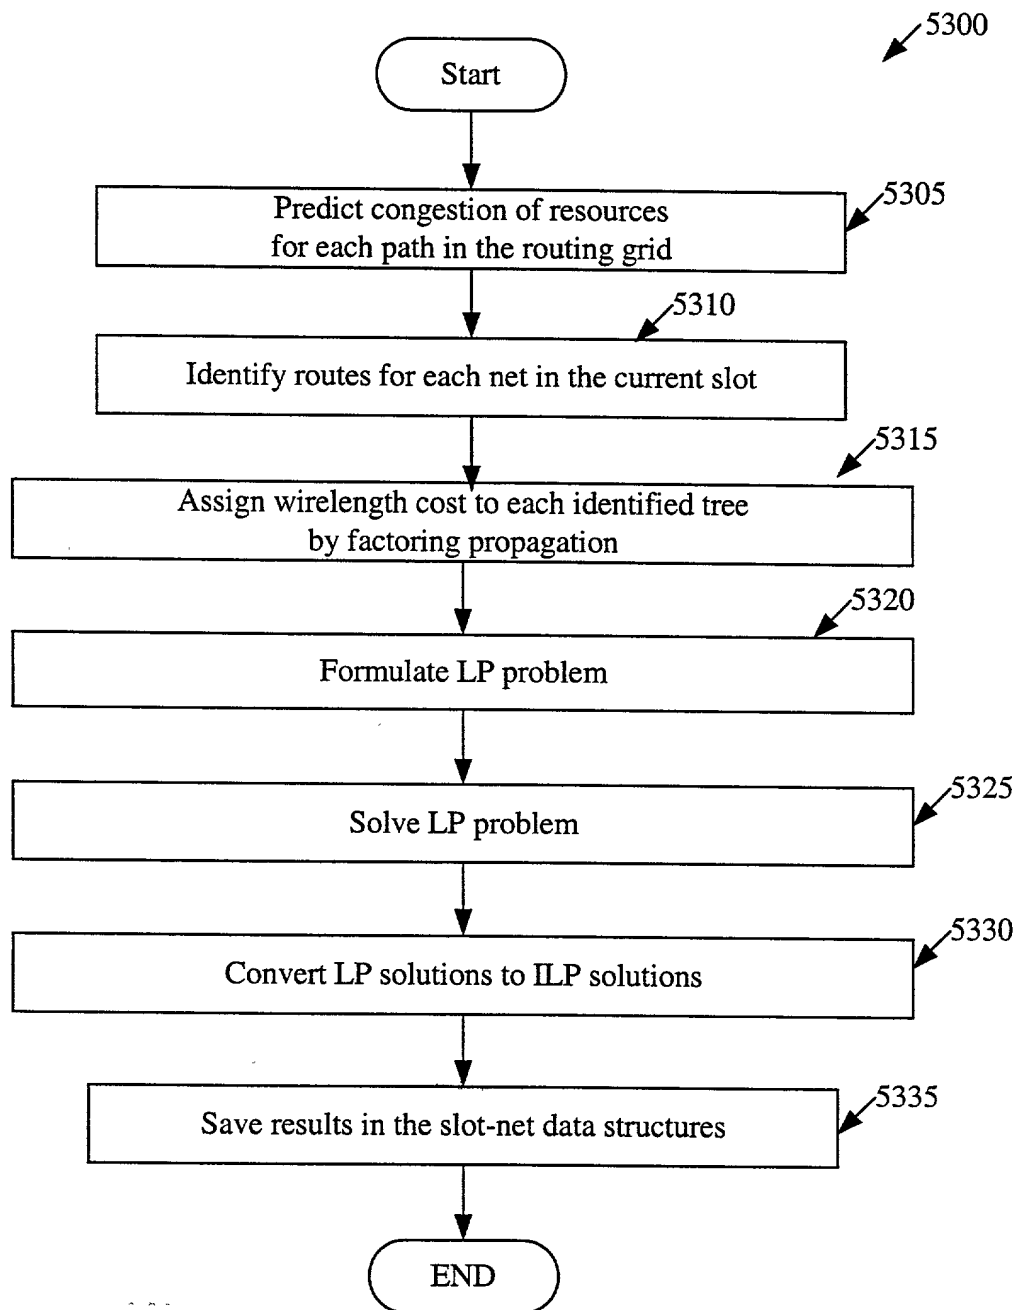 5300
Start
5305
Predict congestion of resources
for each path in the routing grid
5310
Identify routes for each net in the current slot
5315
Assign wirelength cost to each identified tree
by factoring propagation
5320
Formulate LP problem
5325
Solve LP problem
5330
Convert LP solutions to ILP solutions
5335
Save results in the slot-net data structures
END